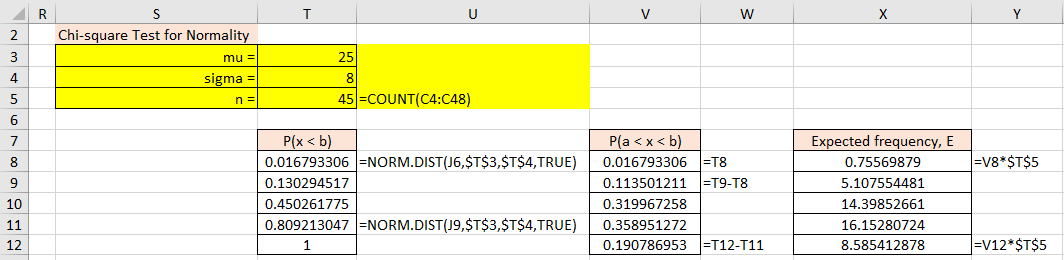 R S T U V W X Y
2 Chi-square Test for Normality
3 mu = 25
4 sigma = 8
5 n = 45 =COUNT(C4:C48)
6
7 P(x < b) P(a < x < b) Expected frequency, E
8 0.016793306 =NORM.DIST(J6,$T$3,$T$4,TRUE) 0.016793306 =T8 0.75569879 =V8*$T$5
9 0.130294517 0.113501211 =T9-T8 5.107554481
10 0.450261775 0.319967258 14.39852661
11 0.809213047 =NORM.DIST(J9,$T$3,$T$4,TRUE) 0.358951272 16.15280724
12 1 0.190786953 =T12-T11 8.585412878 =V12*$T$5